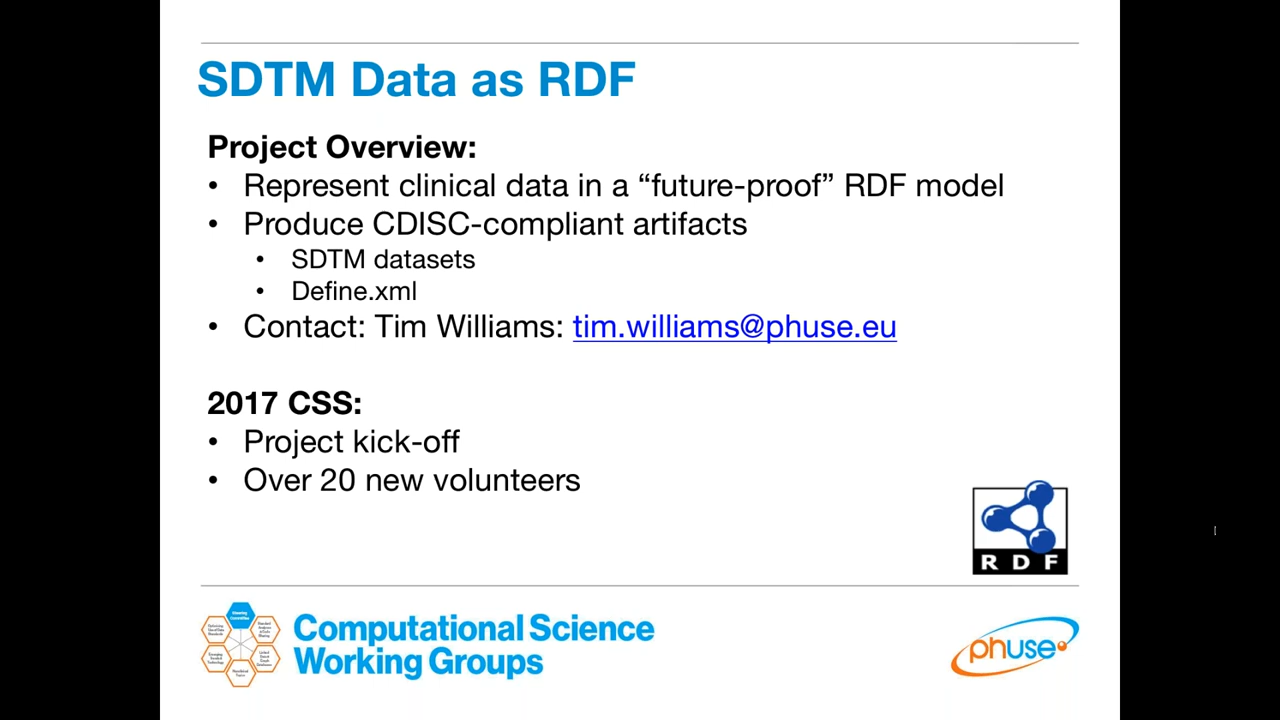 SDTM Data as RDF
Project Overview:
• Represent clinical data in a “future-proof” RDF model
• Produce CDISC-compliant artifacts
• SDTM datasets
• Define.xml
• Contact: Tim Williams: tim.williams@phuse.eu
2017 CSS:
• Project kick-off
• Over 20 new volunteers
RDF
Computational Science
Working Groups
phuse